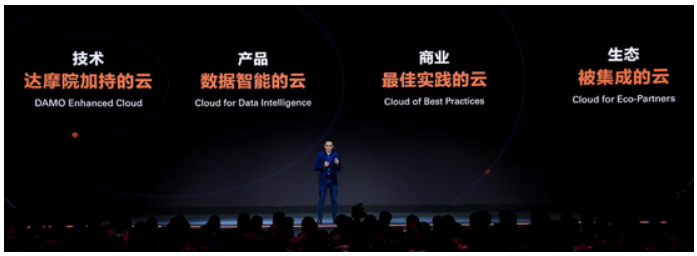 技术
达摩院加持的云
DAMO Enhanced Cloud
产品
数据智能的云
Cloud for Data Intelligence
商业
最佳实践的云
Cloud of Best Practices
生态
被集成的云
Cloud for Eco-Partners